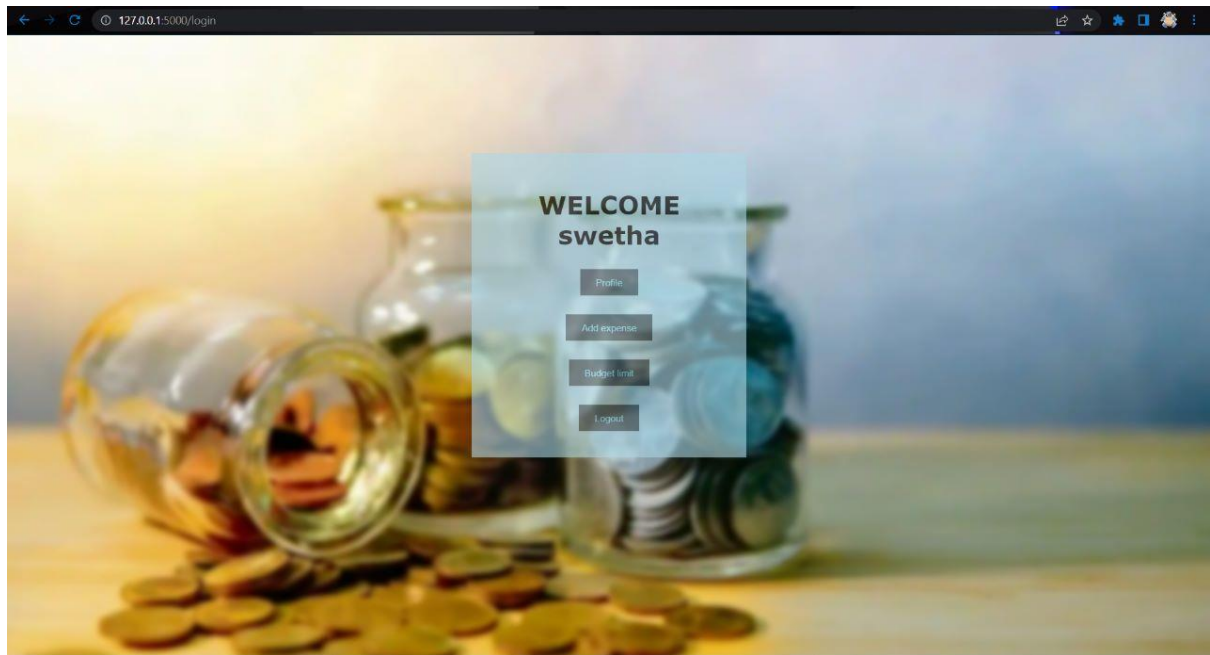 127.0.0.1:5000/login
WELCOME
swetha
Profile
Add expense
Budget limit
Logout